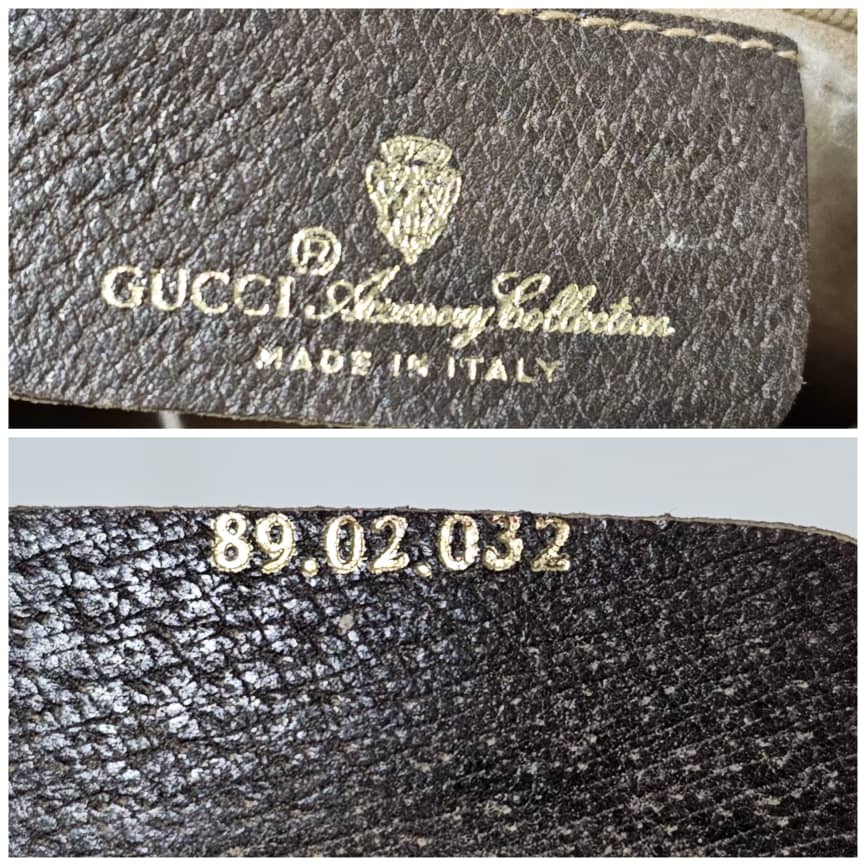 GUCCI® Accessory Collection
MADE IN ITALY
89.02.032